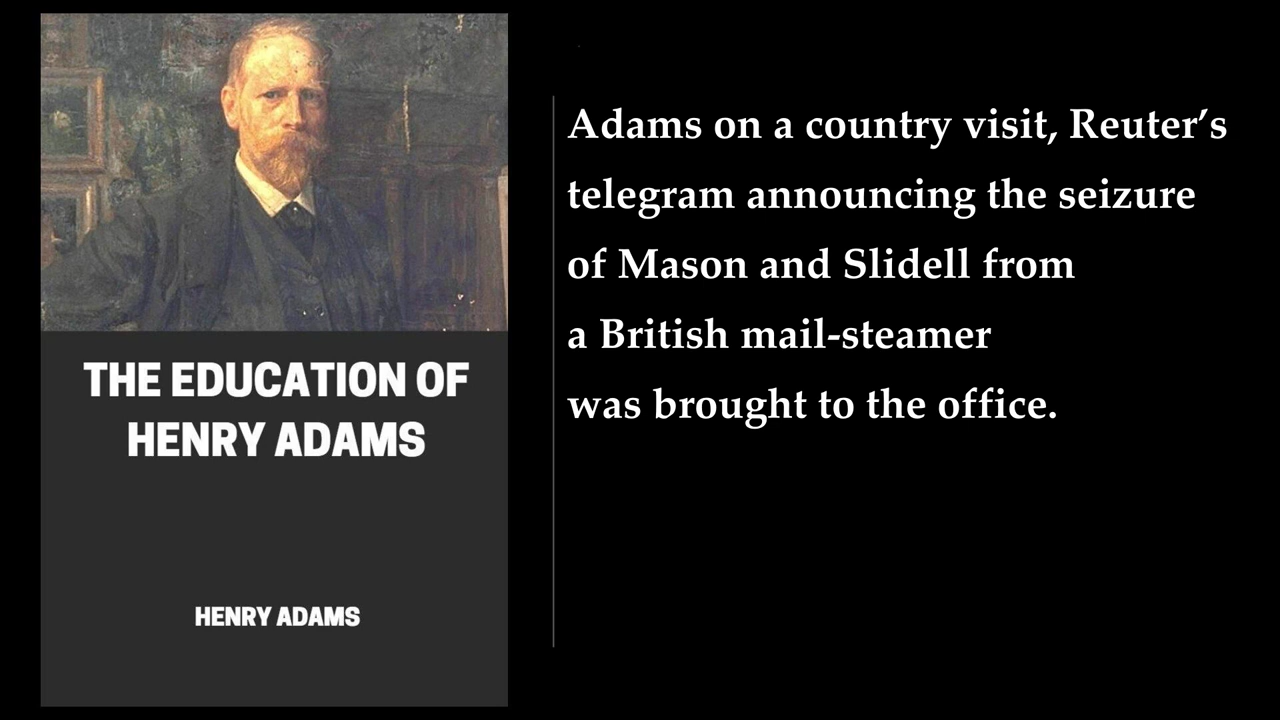 THE EDUCATION OF
HENRY ADAMS
HENRY ADAMS
Adams on a country visit, Reuter’s
telegram announcing the seizure
of Mason and Slidell from
a British mail-steamer
was brought to the office.